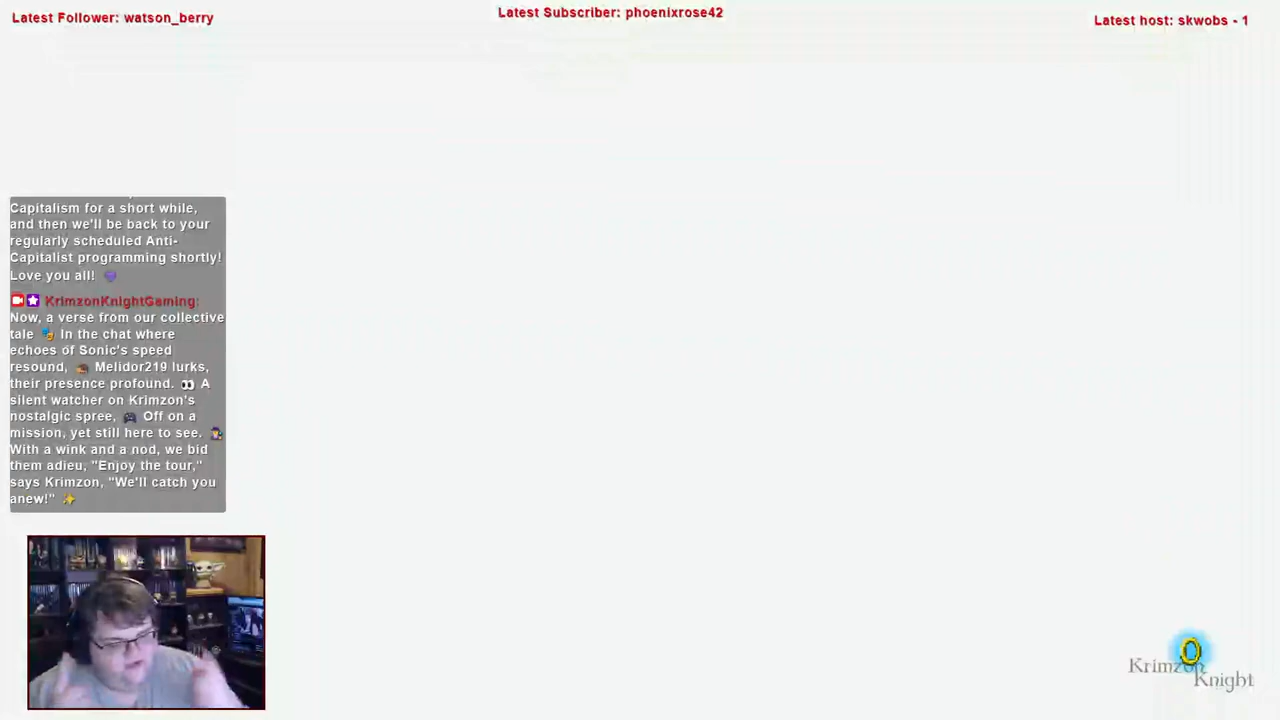 Latest Follower: watson_berry
Latest Subscriber: phoenixrose42
Latest host: skwobs - 1
Capitalism for a short while,
and then we'll be back to your
regularly scheduled Anti-
Capitalist programming shortly!
Love you all! 💜
KrimzonKnightGaming:
Now, a verse from our collective
tale 🎭 In the chat where
echoes of Sonic's speed
resound, 🦔 Melidor219 lurks,
their presence profound. 👀 A
silent watcher on Krimzon's
nostalgic spree, 🎮 Off on a
mission, yet still here to see. 🕵️
With a wink and a nod, we bid
them adieu, "Enjoy the tour,"
says Krimzon, "We'll catch you
anew!" ✨
Krimzon
Knight